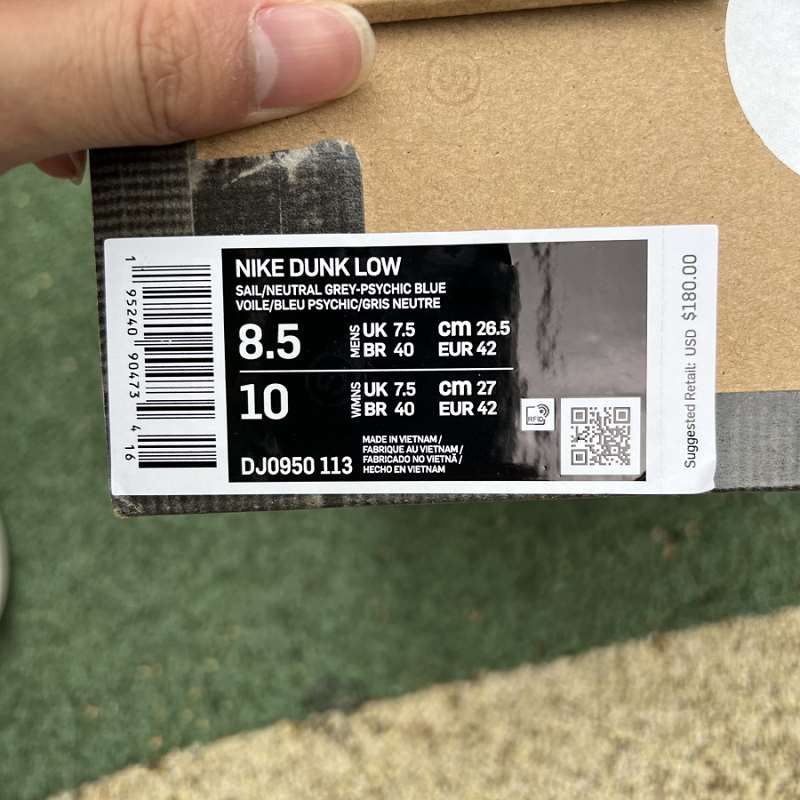 NIKE DUNK LOW
SAIL/NEUTRAL GREY-PSYCHIC BLUE
VOILE/BLEU PSYCHIC/GRIS NEUTRE
8.5 MENS UK 7.5 cm 26.5
BR 40 EUR 42
10 WMNS UK 7.5 cm 27
BR 40 EUR 42
DJ0950 113
MADE IN VIETNAM /
FABRIQUE AU VIETNAM /
FABRICADO NO VIETNÃ /
HECHO EN VIETNAM
RFID
1 95240 90473 4 16
Suggested Retail: USD $180.00